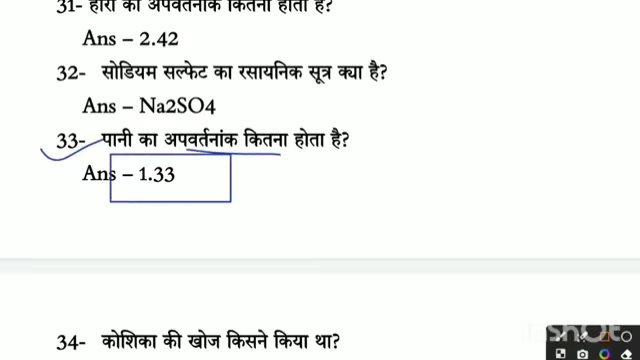 31- हीरा का अपवर्तनांक कितना होता है?
Ans – 2.42
32- सोडियम सल्फेट का रसायनिक सूत्र क्या है?
Ans – Na2SO4
33- पानी का अपवर्तनांक कितना होता है?
Ans – 1.33
34- कोशिका की खोज किसने किया था?